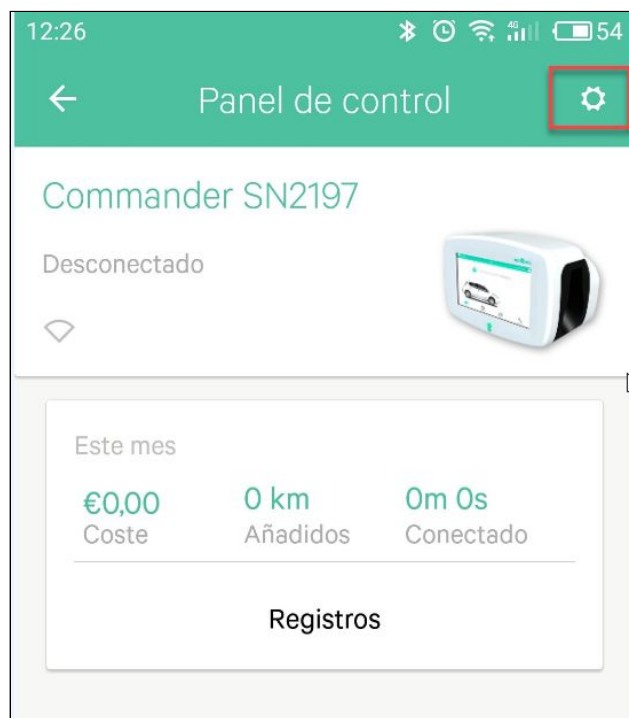 12:26 4G 54
Panel de control
Commander SN2197
Desconectado
Este mes
€0,00 0 km 0m 0s
Coste Añadidos Conectado
Registros